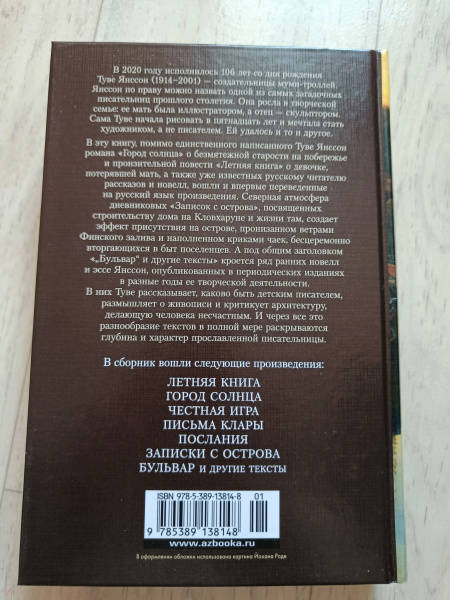 В 2020 году исполнилось 106 лет со дня рождения
Туве Янссон (1914–2001) — создательницы муми-троллей.
Янссон по праву можно назвать одной из самых загадочных
писательниц прошлого столетия. Она росла в творческой
семье: ее мать была иллюстратором, а отец — скульптором.
Сама Туве начала рисовать в пятнадцать лет и мечтала стать
художником, а не писателем. Ей удалось и то и другое.
В эту книгу, помимо единственного написанного Туве Янссон
романа «Город солнца» о безмятежной старости на побережье
и пронзительной повести «Летняя книга» о девочке,
потерявшей мать, а также уже известных русскому читателю
рассказов и новелл, вошли и впервые переведенные
на русский язык произведения. Северная атмосфера
дневниковых «Записок с острова», посвященных
строительству дома на Кловхаруне и жизни там, создает
эффект присутствия на острове, пронизанном ветрами
Финского залива и наполненном криками чаек, бесцеремонно
вторгающихся в быт поселенцев. А под общим заголовком
«„Бульвар“ и другие тексты» кроется ряд ранних новелл
и эссе Янссон, опубликованных в периодических изданиях
в разные годы ее творческой деятельности.
В них Туве рассказывает, каково быть детским писателем,
размышляет о живописи и критикует архитектуру,
делающую человека несчастным. И через все это
разнообразие текстов в полной мере раскрываются
глубина и характер прославленной писательницы.
В сборник вошли следующие произведения:
ЛЕТНЯЯ КНИГА
ГОРОД СОЛНЦА
ЧЕСТНАЯ ИГРА
ПИСЬМА КЛАРЫ
ПОСЛАНИЯ
ЗАПИСКИ С ОСТРОВА
БУЛЬВАР И ДРУГИЕ ТЕКСТЫ
ISBN 978-5-389-13814-8 01
9 785389 138148
www.azbooka.ru
В оформлении обложки использована картина Йохана Роде